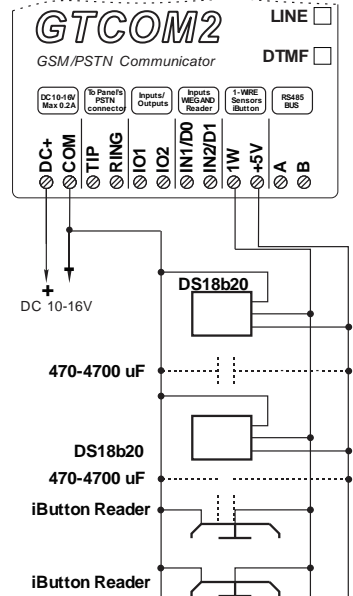 GTCOM2
LINE
GSM/PSTN Communicator
DTMF
DC 10-16V
Max 0.2A
To Panel's
PSTN
connector
Inputs/
Outputs
Inputs
WIEGAND
Reader
1-WIRE
Sensors
iButton
RS485
BUS
DC+
COM
TIP
RING
IO1
IO2
IN1/D0
IN2/D1
1W
+5V
A
B
+ -
DC 10-16V
DS18b20
470-4700 uF
DS18b20
470-4700 uF
iButton Reader
iButton Reader